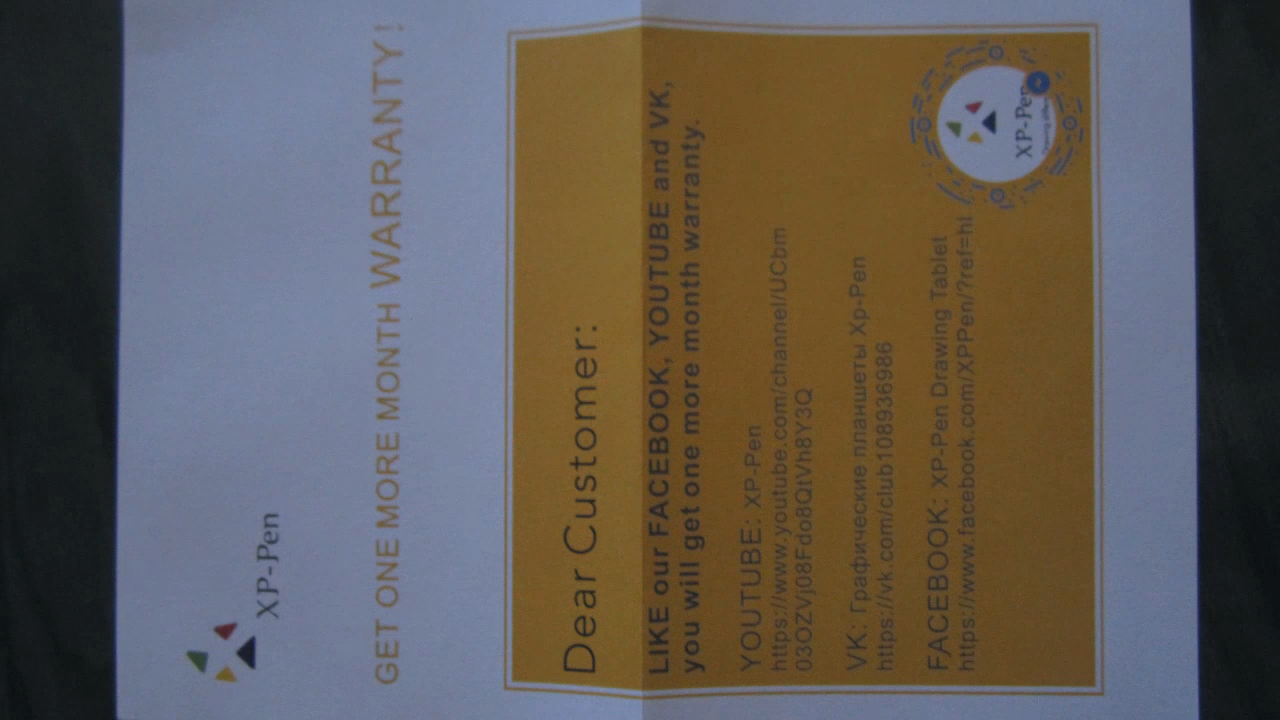 XP-Pen
GET ONE MORE MONTH WARRANTY!
Dear Customer:
LIKE our FACEBOOK, YOUTUBE and VK,
you will get one more month warranty.
YOUTUBE: XP-Pen
https://www.youtube.com/channel/UCbm
03OZVj08Fdo8QtVh8Y3Q
VK: Графические планшеты Xp-Pen
https://vk.com/club108936986
FACEBOOK: XP-Pen Drawing Tablet
https://www.facebook.com/XPPen/?ref=hl
XP-Pen